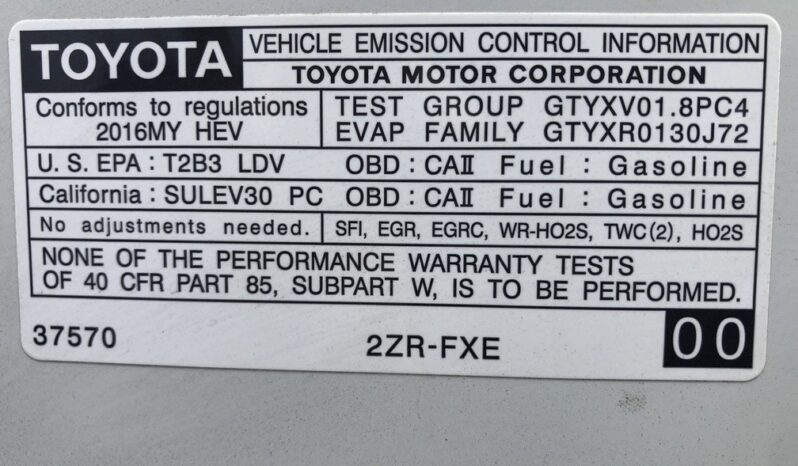 TOYOTA
VEHICLE EMISSION CONTROL INFORMATION
TOYOTA MOTOR CORPORATION
Conforms to regulations
2016MY HEV
TEST GROUP GTYXV01.8PC4
EVAP FAMILY GTYXR0130J72
U. S. EPA : T2B3 LDV OBD : CAII Fuel : Gasoline
California : SULEV30 PC OBD : CAII Fuel : Gasoline
No adjustments needed. SFI, EGR, EGRC, WR-HO2S, TWC(2), HO2S
NONE OF THE PERFORMANCE WARRANTY TESTS
OF 40 CFR PART 85, SUBPART W, IS TO BE PERFORMED.
37570 2ZR-FXE 00